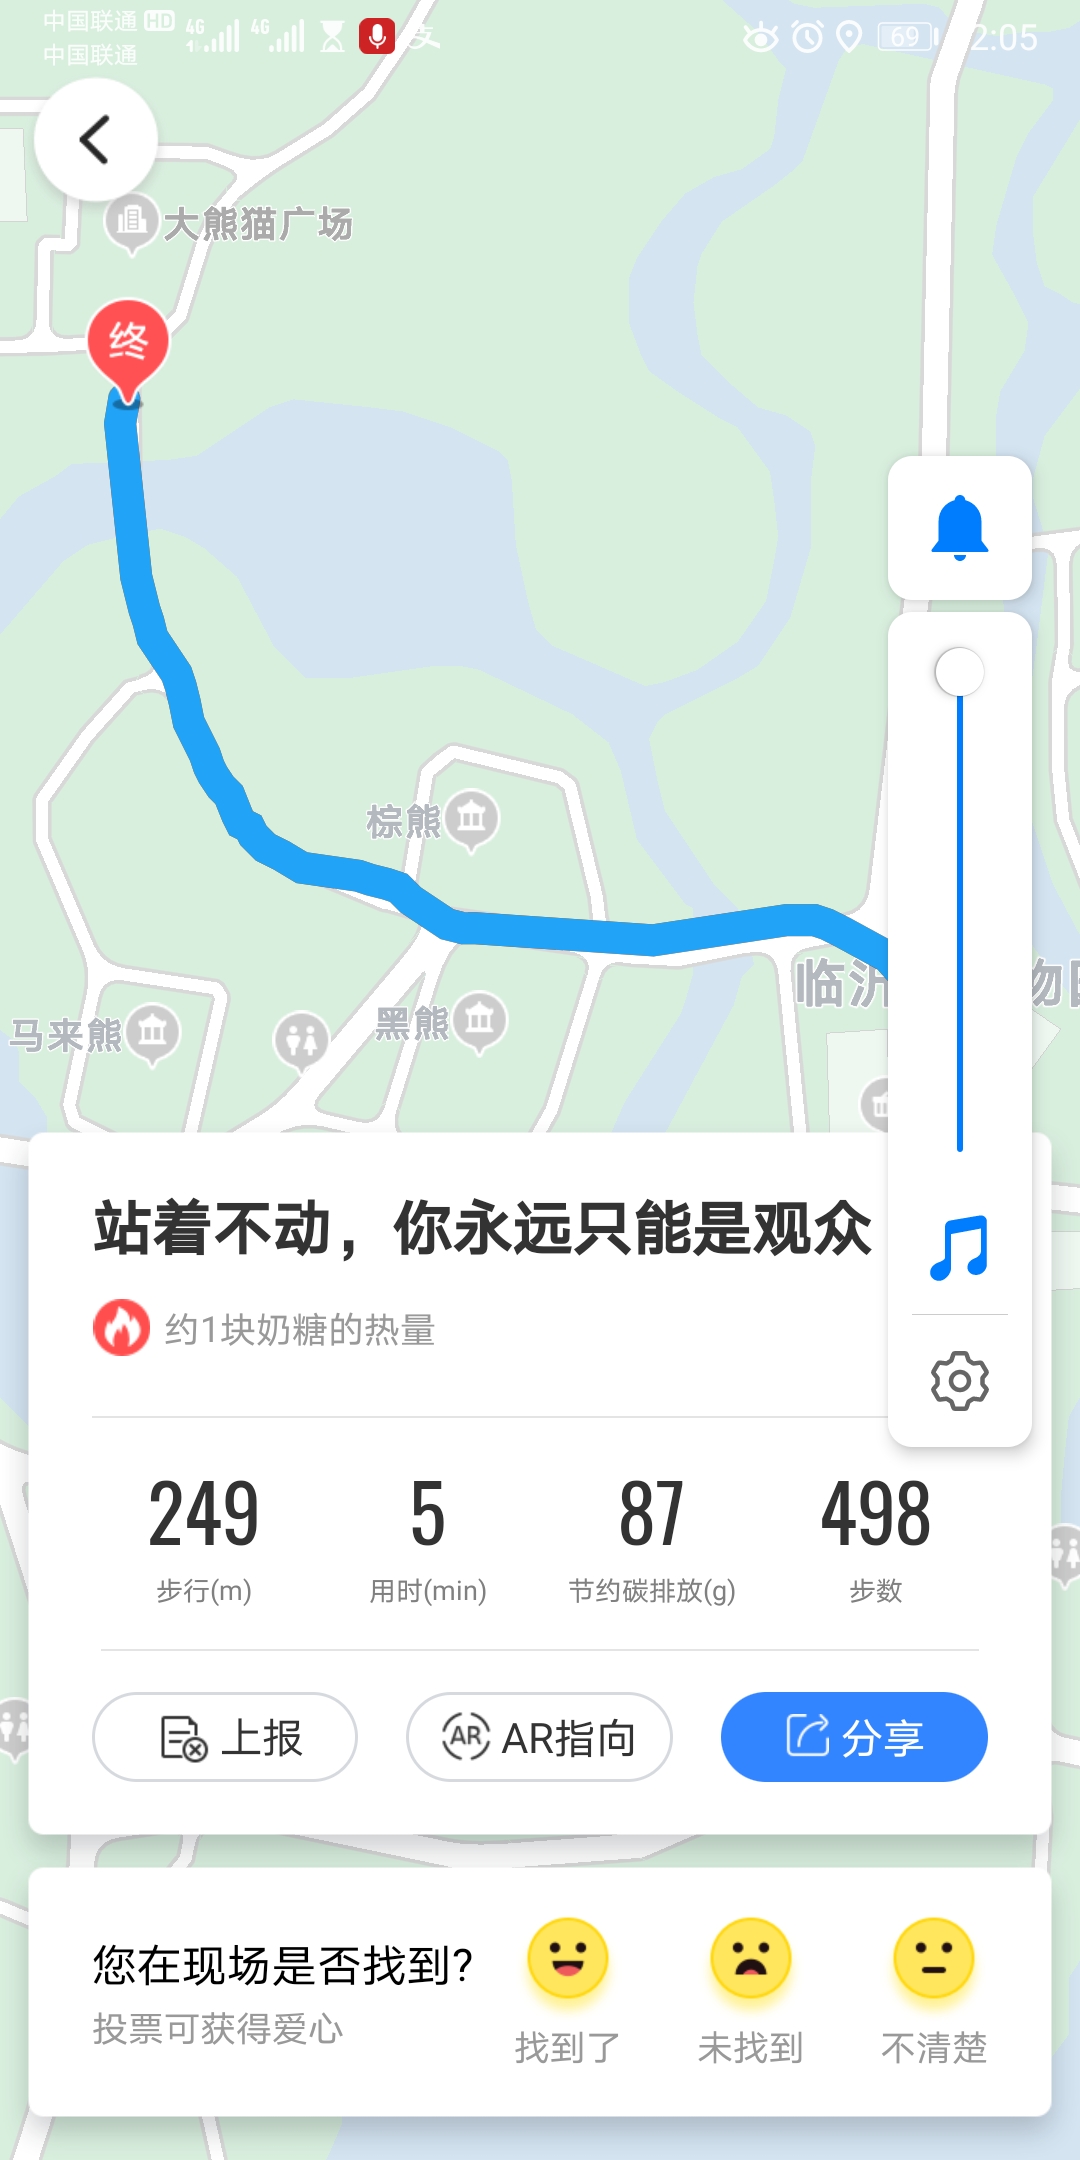 中国联通 HD
中国联通
4G
4G
69
2:05
大熊猫广场
终
棕熊
临沂
物园
马来熊
黑熊
站着不动，你永远只能是观众
约1块奶糖的热量
249
5
87
498
步行(m)
用时(min)
节约碳排放(g)
步数
上报
AR
AR指向
分享
您在现场是否找到?
投票可获得爱心
找到了
未找到
不清楚